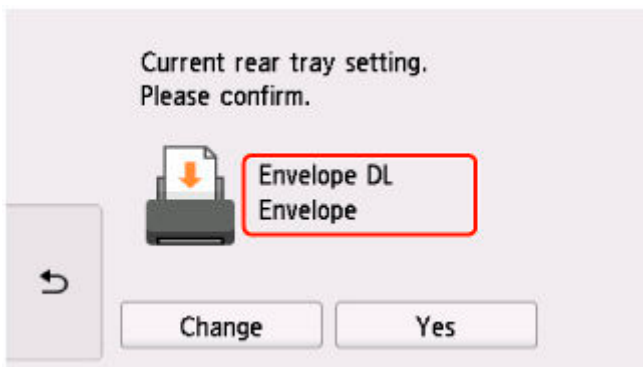 Current rear tray setting.
Please confirm.
Envelope DL
Envelope
Change
Yes